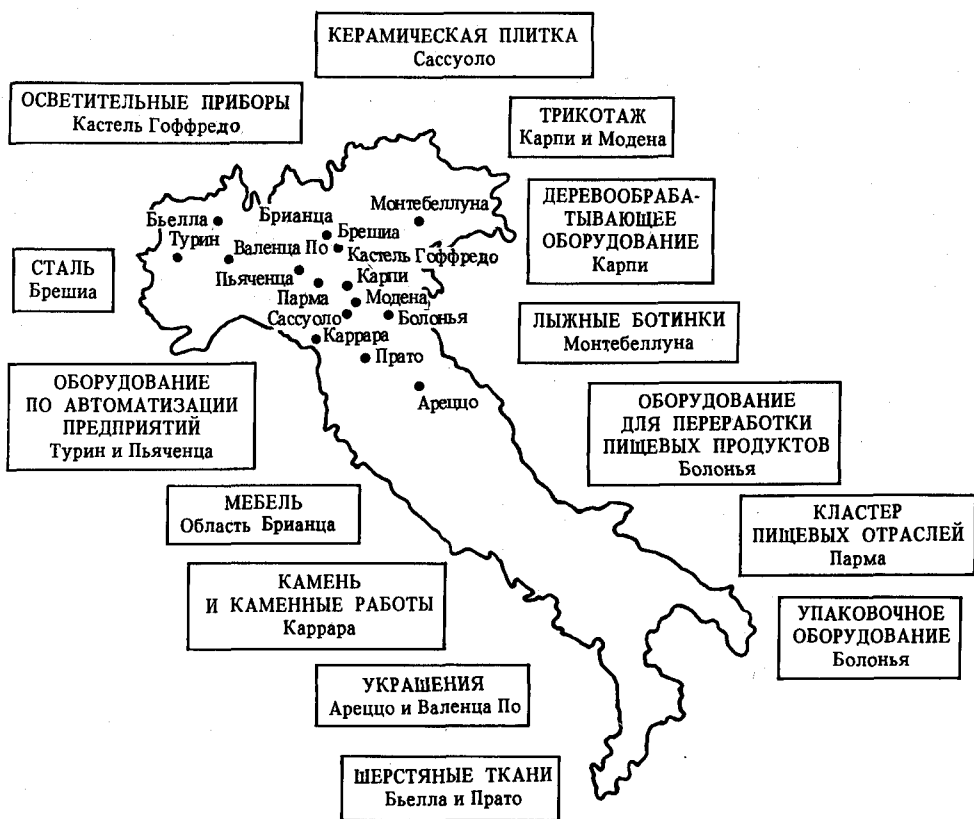 КЕРАМИЧЕСКАЯ ПЛИТКА
Сассуоло
ОСВЕТИТЕЛЬНЫЕ ПРИБОРЫ
Кастель Гоффредо
ТРИКОТАЖ
Карпи и Модена
ДЕРЕВООБРАБА-
ТЫВАЮЩЕЕ
ОБОРУДОВАНИЕ
Карпи
СТАЛЬ
Брешиа
Бьелла
Турин
Брианца
Валенца По
Монтебеллуна
Брешиа
Кастель Гоффредо
Пьяченца
Карпи
Парма
Модена
Сассуоло
Болонья
Каррара
Прато
Ареццо
ЛЫЖНЫЕ БОТИНКИ
Монтебеллуна
ОБОРУДОВАНИЕ
ПО АВТОМАТИЗАЦИИ
ПРЕДПРИЯТИЙ
Турин и Пьяченца
ОБОРУДОВАНИЕ
ДЛЯ ПЕРЕРАБОТКИ
ПИЩЕВЫХ ПРОДУКТОВ
Болонья
МЕБЕЛЬ
Область Брианца
КЛАСТЕР
ПИЩЕВЫХ ОТРАСЛЕЙ
Парма
КАМЕНЬ
И КАМЕННЫЕ РАБОТЫ
Каррара
УПАКОВОЧНОЕ
ОБОРУДОВАНИЕ
Болонья
УКРАШЕНИЯ
Ареццо и Валенца По
ШЕРСТЯНЫЕ ТКАНИ
Бьелла и Прато